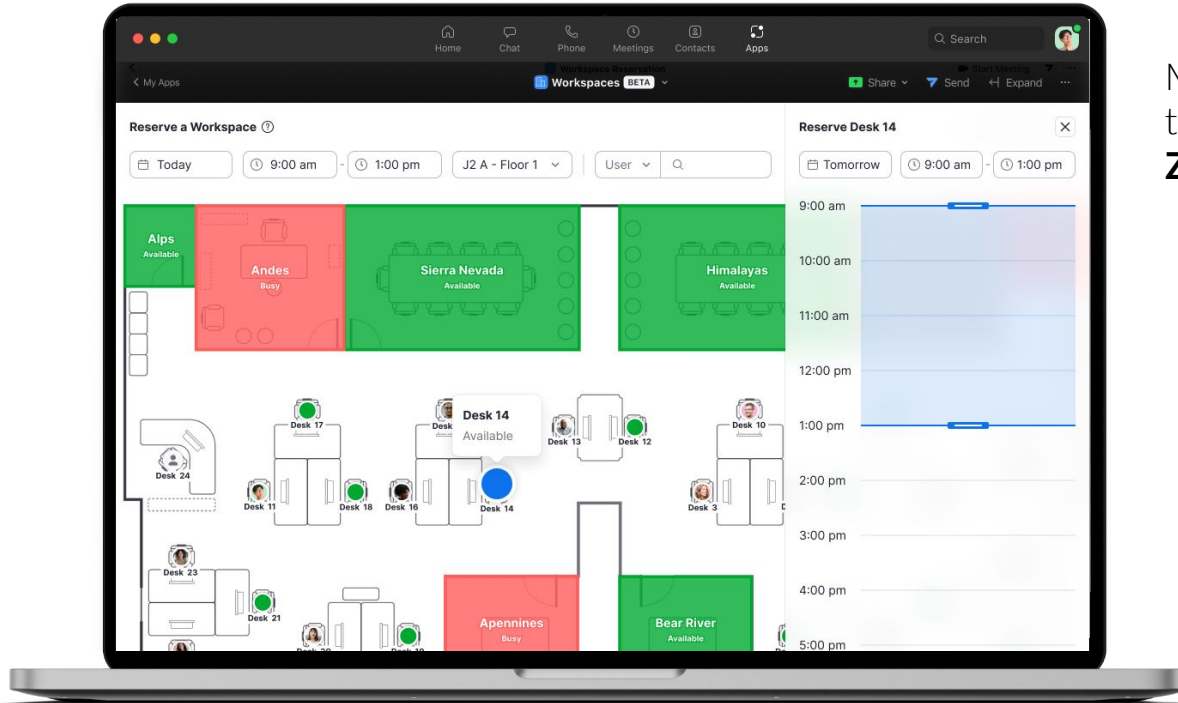 Home Chat Phone Meetings Contacts Apps
Search
My Apps
Workspace Reservation
Start Meeting
Workspaces BETA
Share
Send
Expand
Reserve a Workspace
Today
9:00 am - 1:00 pm
J2 A - Floor 1
User
Alps
Available
Andes
Busy
Sierra Nevada
Available
Himalayas
Available
Desk 17
Desk
Desk 14
Available
Desk 13
Desk 12
Desk 10
Desk 24
Desk 11
Desk 18
Desk 16
Desk 14
Desk 3
Desk 23
Desk 21
Apennines
Busy
Bear River
Available
Reserve Desk 14
Tomorrow
9:00 am - 1:00 pm
9:00 am
10:00 am
11:00 am
12:00 pm
1:00 pm
2:00 pm
3:00 pm
4:00 pm
5:00 pm